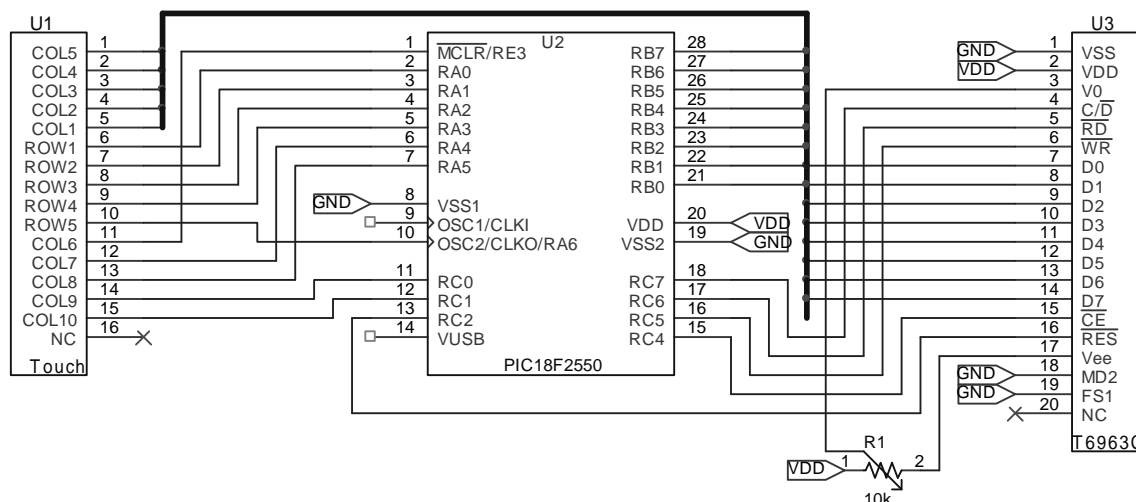 U1
COL5 1
COL4 2
COL3 3
COL2 4
COL1 5
ROW1 6
ROW2 7
ROW3 8
ROW4 9
ROW5 10
COL6 11
COL7 12
COL8 13
COL9 14
COL10 15
NC 16
Touch
U2
1 MCLR/RE3
2 RA0
3 RA1
4 RA2
5 RA3
6 RA4
7 RA5
GND 8 VSS1
9 OSC1/CLKI
10 OSC2/CLKO/RA6
11 RC0
12 RC1
13 RC2
14 VUSB
RB7 28
RB6 27
RB5 26
RB4 25
RB3 24
RB2 23
RB1 22
RB0 21
VDD 20 VDD
VSS2 19 GND
RC7 18
RC6 17
RC5 16
RC4 15
PIC18F2550
U3
GND 1 VSS
VDD 2 VDD
3 V0
4 C/D
5 RD
6 WR
7 D0
8 D1
9 D2
10 D3
11 D4
12 D5
13 D6
14 D7
15 CE
16 RES
17 Vee
GND 18 MD2
GND 19 FS1
20 NC
T6963C
R1
VDD 1 2
10k